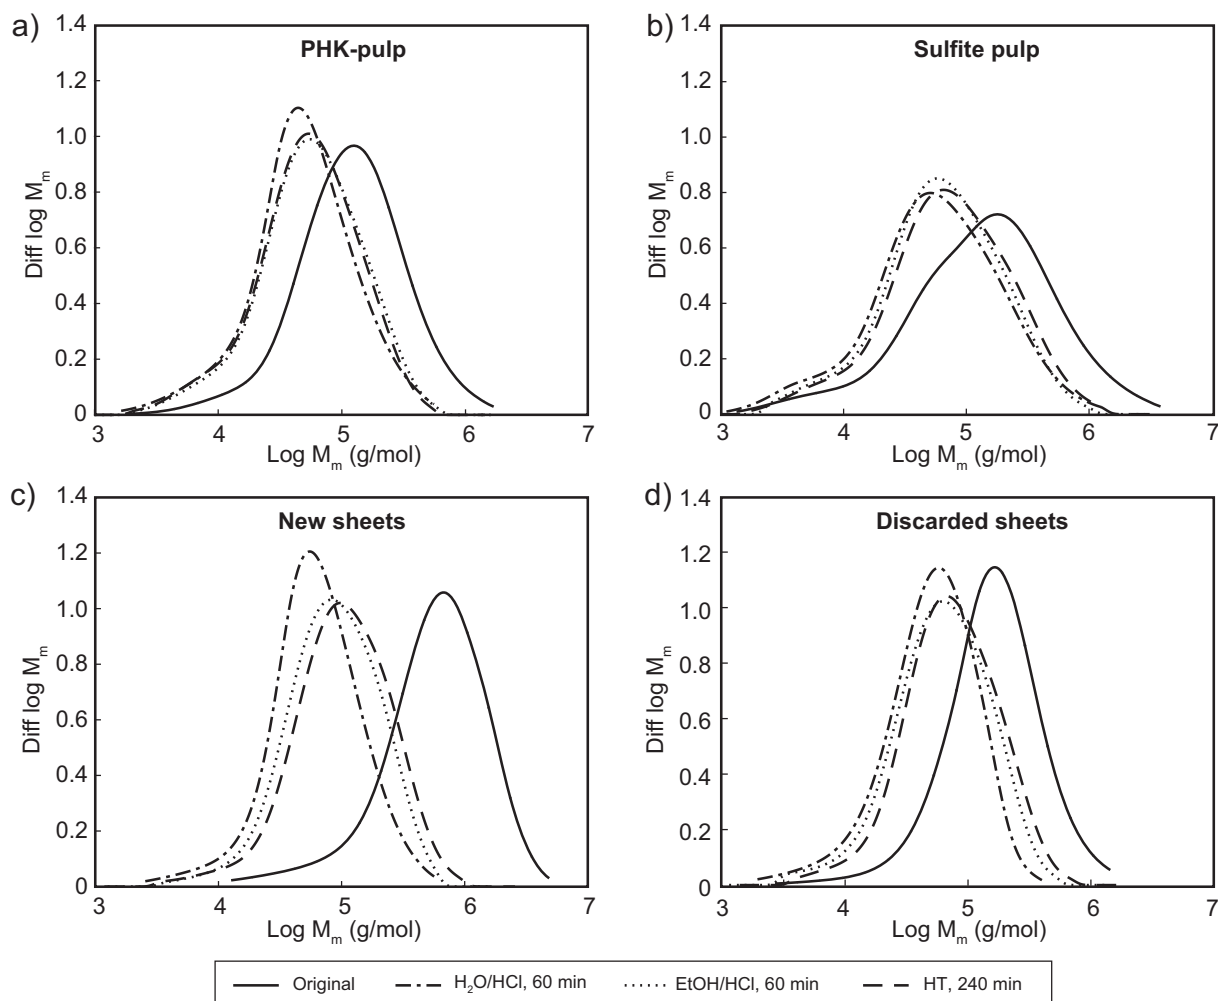 a)
PHK-pulp
1.4
1.2
1.0
0.8
0.6
0.4
0.2
0
Diff log Mm
3 4 5 6 7
Log Mm (g/mol)
b)
Sulfite pulp
1.4
1.2
1.0
0.8
0.6
0.4
0.2
0
Diff log Mm
3 4 5 6 7
Log Mm (g/mol)
c)
New sheets
1.4
1.2
1.0
0.8
0.6
0.4
0.2
0
Diff log Mm
3 4 5 6 7
Log Mm (g/mol)
d)
Discarded sheets
1.4
1.2
1.0
0.8
0.6
0.4
0.2
0
Diff log Mm
3 4 5 6 7
Log Mm (g/mol)
Original H2O/HCl, 60 min EtOH/HCl, 60 min HT, 240 min